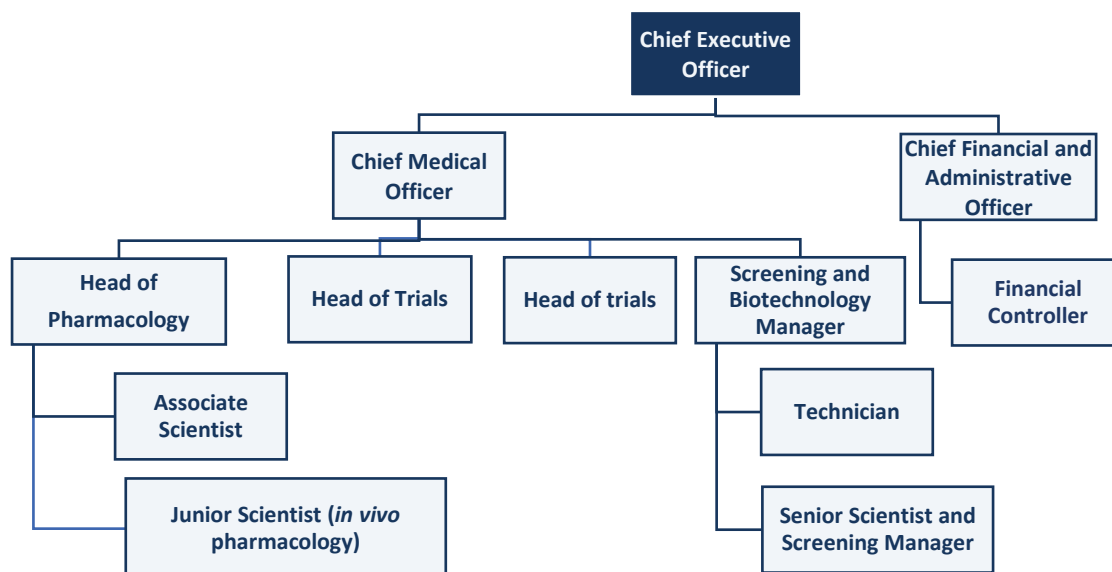 Chief Executive
Officer
Chief Medical
Officer
Chief Financial and
Administrative
Officer
Head of
Pharmacology
Head of Trials
Head of trials
Screening and
Biotechnology
Manager
Financial
Controller
Associate
Scientist
Technician
Junior Scientist (in vivo
pharmacology)
Senior Scientist and
Screening Manager